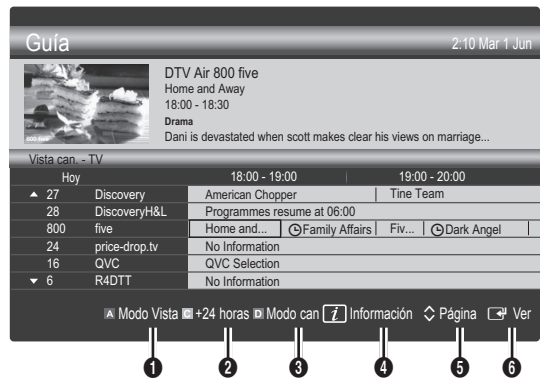 Guía 2:10 Mar 1 Jun
DTV Air 800 five
Home and Away
18:00 - 18:30
Drama
Dani is devastated when scott makes clear his views on marriage...
Vista can. - TV
Hoy 18:00 - 19:00 19:00 - 20:00
▲ 27 Discovery American Chopper Tine Team
28 DiscoveryH&L Programmes resume at 06:00
800 five Home and... Family Affairs Fiv... Dark Angel
24 price-drop.tv No Information
16 QVC QVC Selection
▼ 6 R4DTT No Information
A Modo Vista C +24 horas D Modo can i Información Página Ver
1 2 3 4 5 6